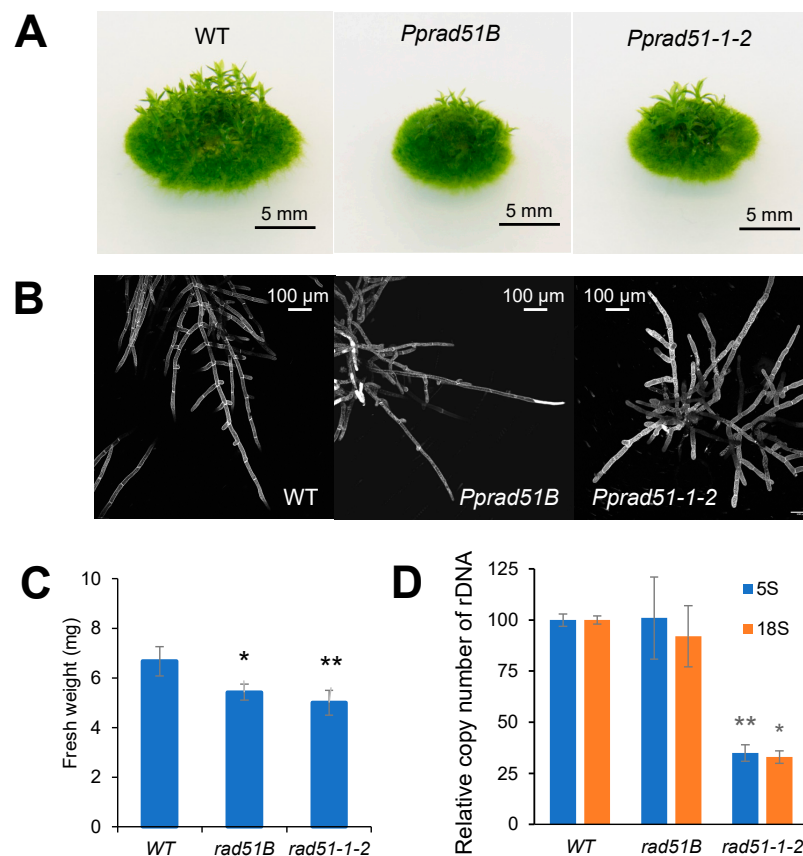 A
WT
Pprad51B
Pprad51-1-2
5 mm
5 mm
5 mm
B
100 µm
100 µm
100 µm
WT
Pprad51B
Pprad51-1-2
C
Fresh weight (mg)
10
8
6
4
2
0
*
**
WT
rad51B
rad51-1-2
D
Relative copy number of rDNA
125
100
75
50
25
0
5S
18S
**
*
WT
rad51B
rad51-1-2